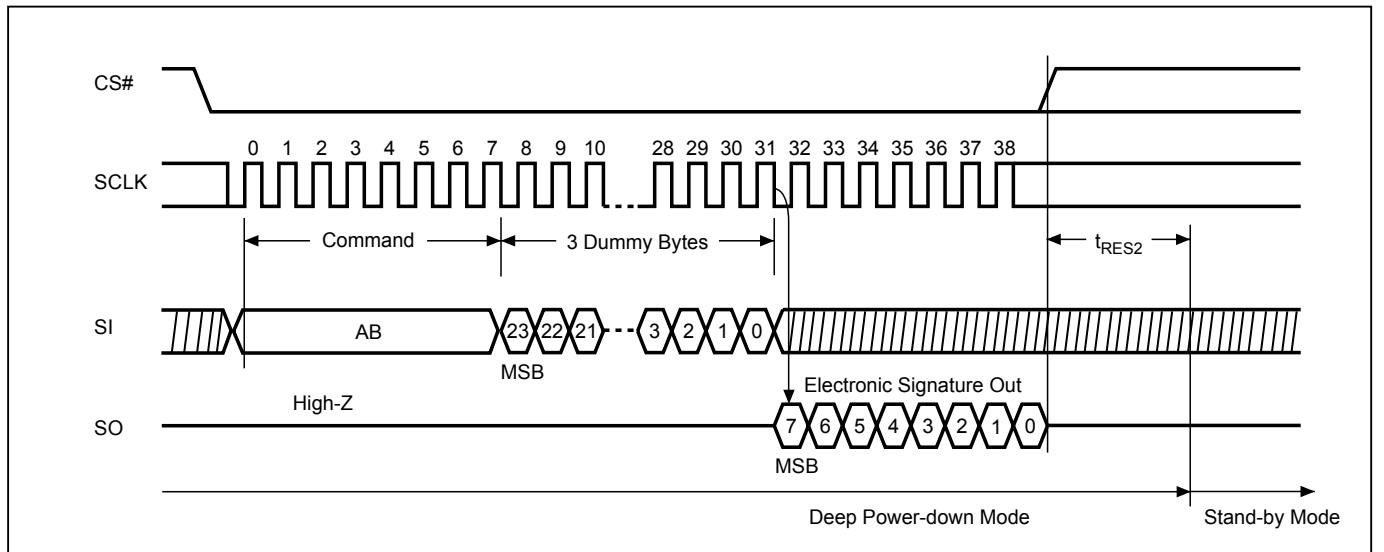 CS#
0 1 2 3 4 5 6 7 8 9 10 28 29 30 31 32 33 34 35 36 37 38
SCLK
Command 3 Dummy Bytes tRES2
SI AB 23 22 21 3 2 1 0
MSB
Electronic Signature Out
High-Z
SO 7 6 5 4 3 2 1 0
MSB
Deep Power-down Mode Stand-by Mode